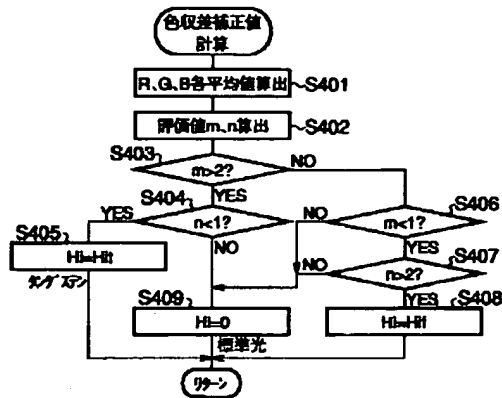 色収差補正値
計算
R、G、B各平均値算出
S401
評価値m、n算出
S402
S403
m>2?
NO
YES
S404
n<1?
YES
NO
S406
m<1?
NO
YES
S405
Hi=Hit
タングステン
S407
n>2?
NO
YES
S408
Hi=Hif
S409
Hi=0
標準光
リターン